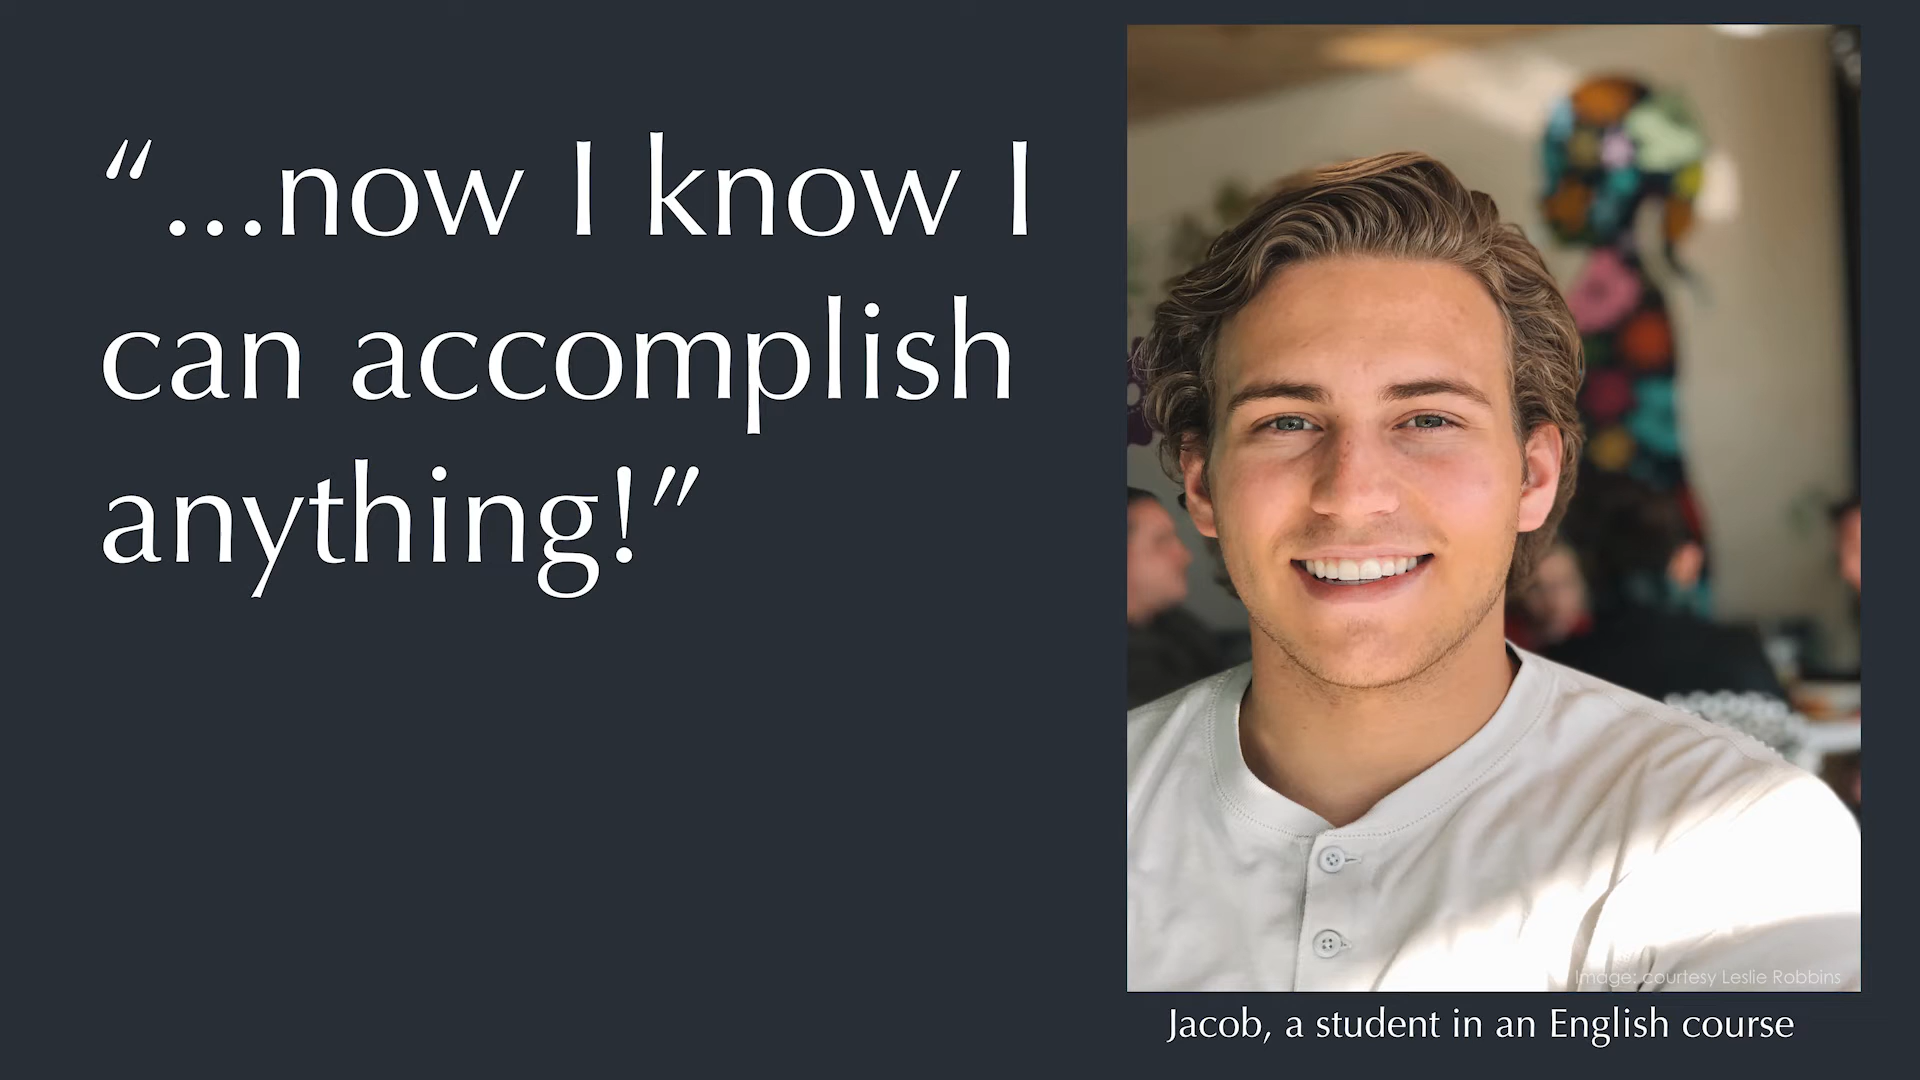 “...now I know I
can accomplish
anything!”
Image: courtesy Leslie Robbins
Jacob, a student in an English course